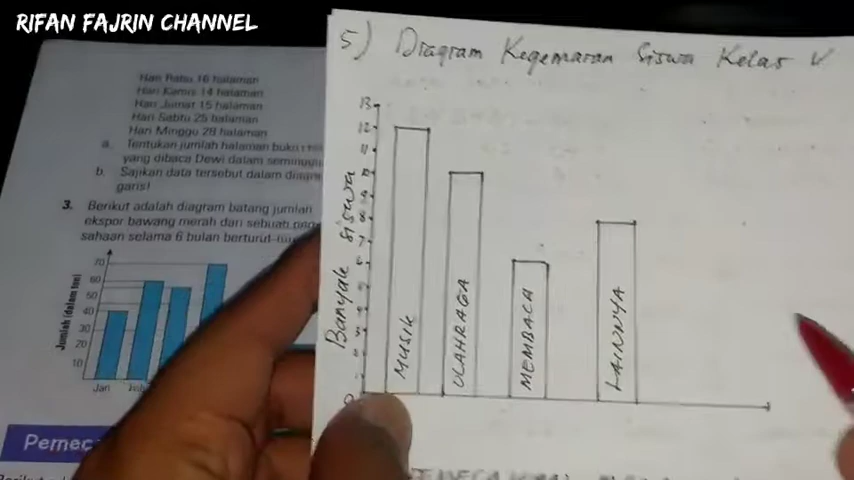 RIFAN FAJRIN CHANNEL
Hari Rabu 16 halaman
Hari Kamis 14 halaman
Hari Jumat 15 halaman
Hari Sabtu 25 halaman
Hari Minggu 28 halaman
a. Tentukan jumlah halaman buku
yang dibaca Dewi dalam seminggu
b. Sajikan data tersebut dalam
garis!
3. Berikut adalah diagram batang jumlah
ekspor bawang merah dari sebuah
sahaan selama 6 bulan berturut-
Jumlah (dalam ton)
70
60
50
40
30
20
10
Jan
Pemec
5) Diagram Kegemaran Siswa Kelas V
Banyak siswa
13
12
11
10
9
8
7
6
5
4
3
2
1
0
MUSIK
OLAHRAGA
MEMBACA
LAINNYA